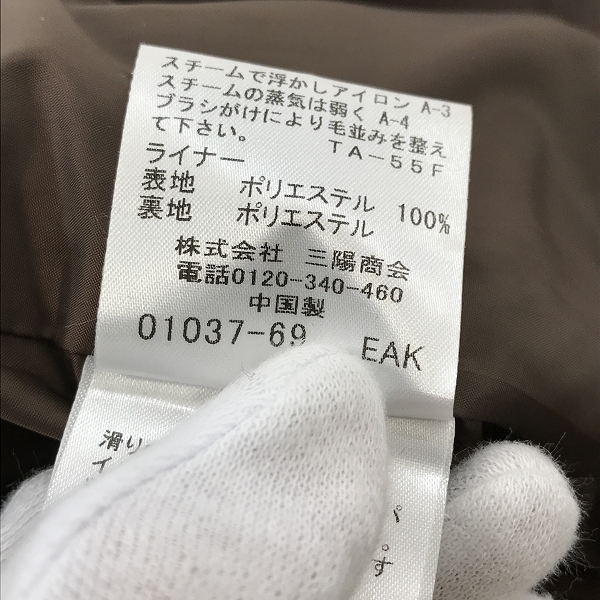 スチームで浮かしアイロン A-3
スチームの蒸気は弱く A-4
ブラシがけにより毛並みを整え
て下さい。 TA-55F
ライナー
表地 ポリエステル 100%
裏地 ポリエステル
株式会社 三陽商会
電話0120-340-460
中国製
01037-69 EAK
滑り
イ
す